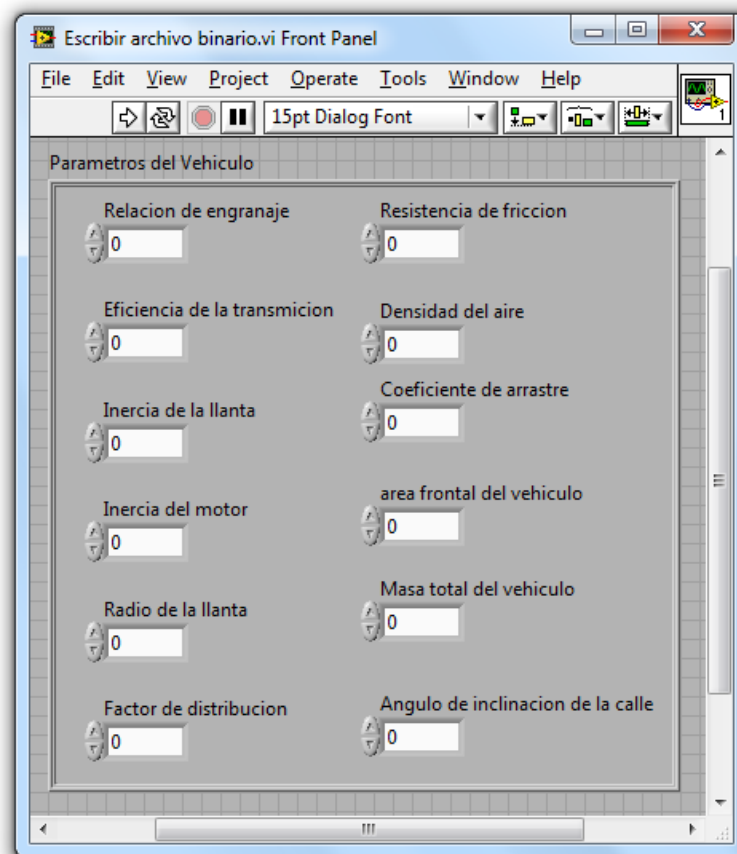 Escribir archivo binario.vi Front Panel
File Edit View Project Operate Tools Window Help
15pt Dialog Font
1
Parametros del Vehiculo
Relacion de engranaje
0
Resistencia de friccion
0
Eficiencia de la transmicion
0
Densidad del aire
0
Inercia de la llanta
0
Coeficiente de arrastre
0
Inercia del motor
0
area frontal del vehiculo
0
Radio de la llanta
0
Masa total del vehiculo
0
Factor de distribucion
0
Angulo de inclinacion de la calle
0